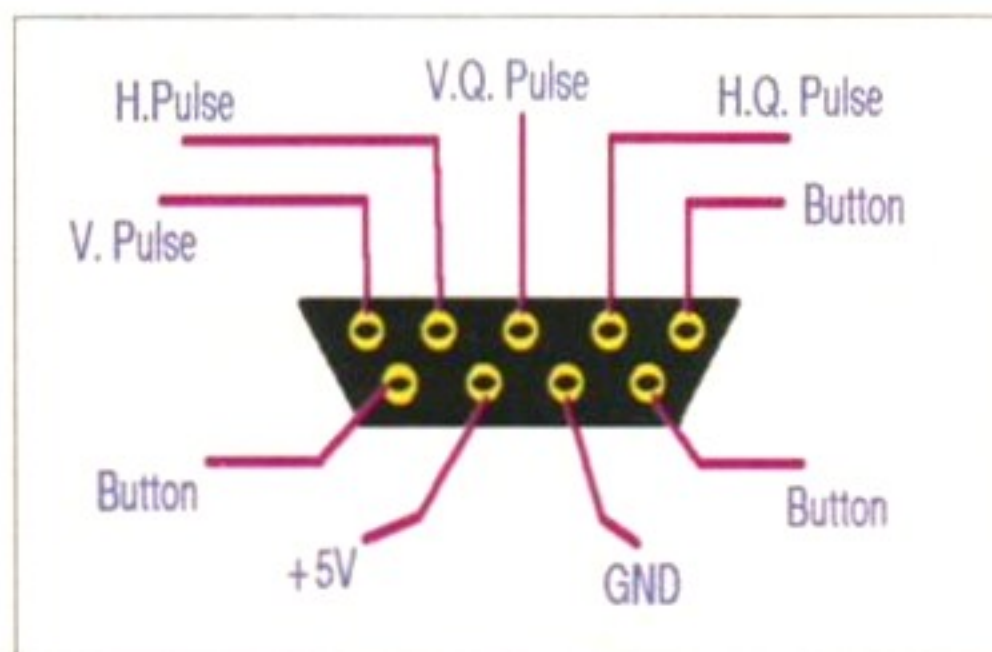 H.Pulse
V.Q. Pulse
H.Q. Pulse
V. Pulse
Button
Button
+5V
GND
Button